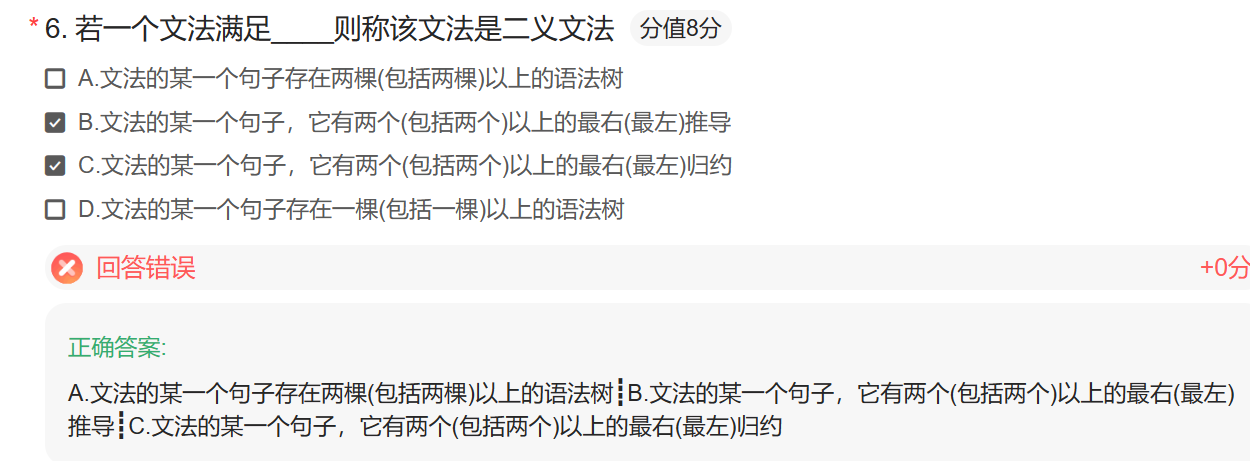 * 6. 若一个文法满足_____则称该文法是二义文法 分值8分
A.文法的某一个句子存在两棵(包括两棵)以上的语法树
B.文法的某一个句子，它有两个(包括两个)以上的最右(最左)推导
C.文法的某一个句子，它有两个(包括两个)以上的最右(最左)归约
D.文法的某一个句子存在一棵(包括一棵)以上的语法树
回答错误 +0分
正确答案:
A.文法的某一个句子存在两棵(包括两棵)以上的语法树┋B.文法的某一个句子，它有两个(包括两个)以上的最右(最左)
推导┋C.文法的某一个句子，它有两个(包括两个)以上的最右(最左)归约